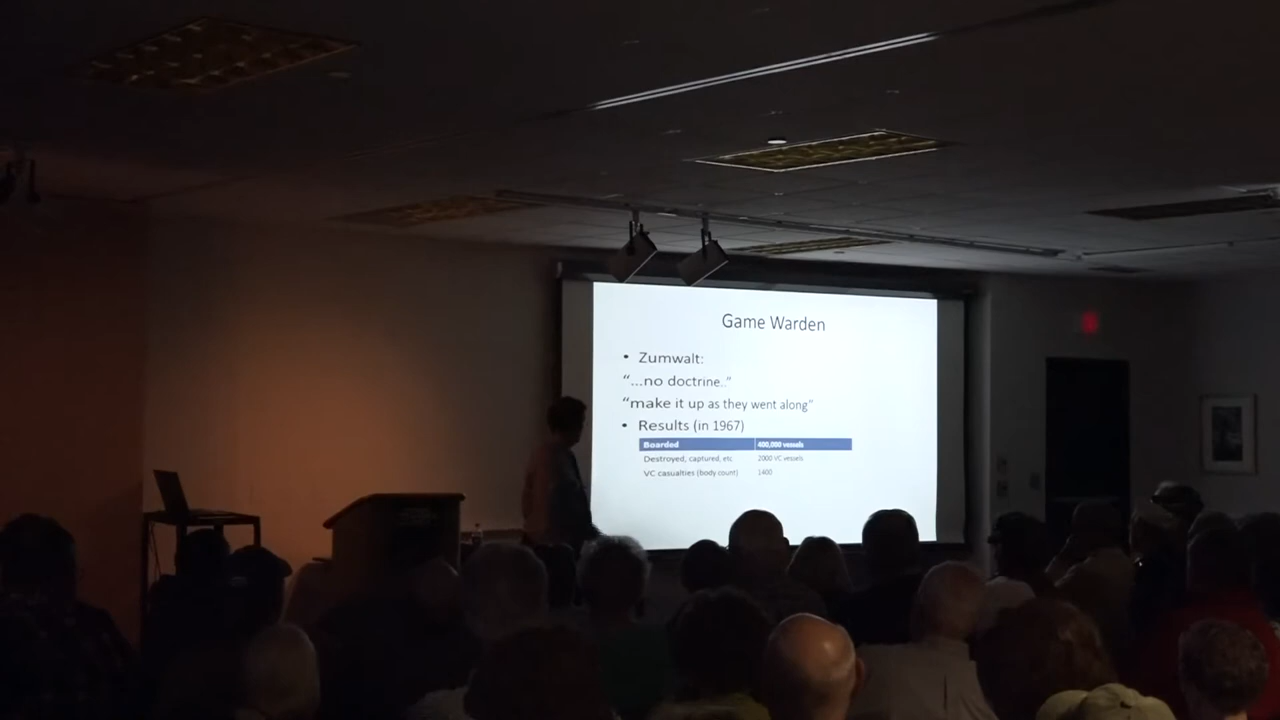 Game Warden
• Zumwalt:
“...no doctrine..”
“make it up as they went along”
• Results (in 1967)
Boarded 400,000 vessels
Destroyed, captured, etc 2000 VC vessels
VC casualties (body count) 1400